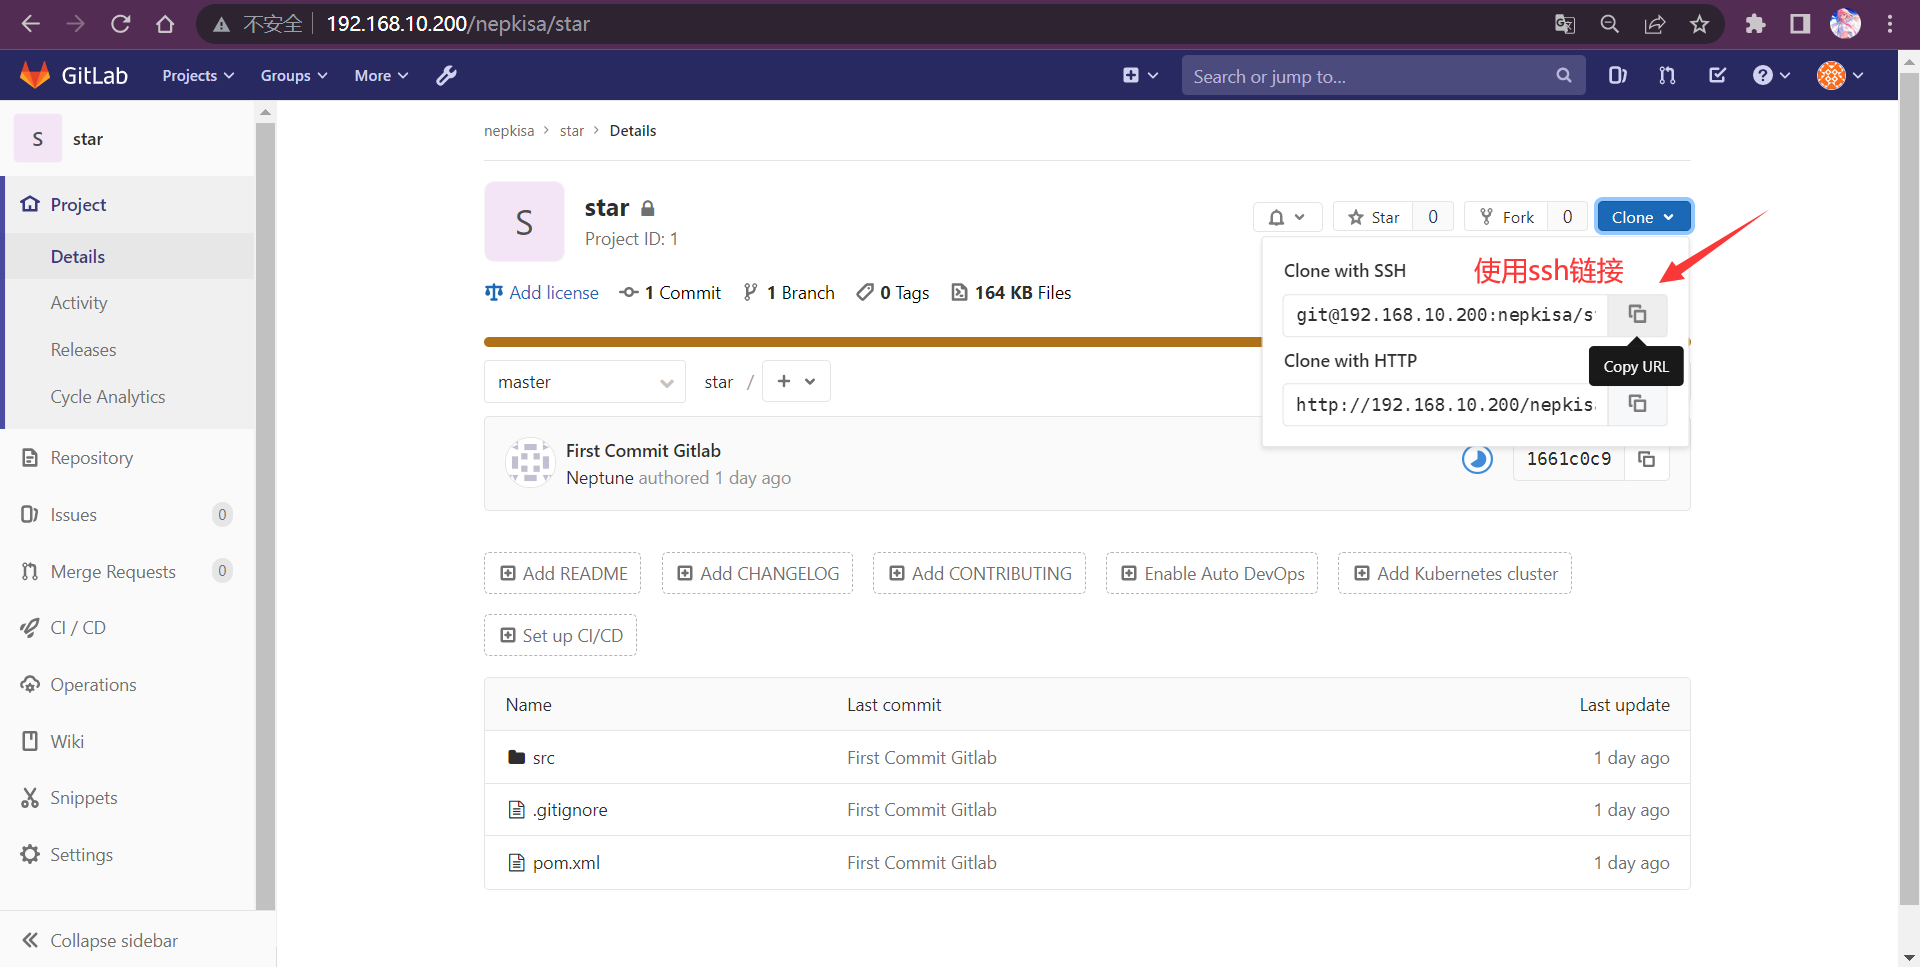 不安全 192.168.10.200/nepkisa/star
GitLab Projects Groups More Search or jump to...
S star
Project
Details
Activity
Releases
Cycle Analytics
Repository
Issues 0
Merge Requests 0
CI / CD
Operations
Wiki
Snippets
Settings
Collapse sidebar
nepkisa > star > Details
S
star
Project ID: 1
Star 0 Fork 0 Clone
Add license 1 Commit 1 Branch 0 Tags 164 KB Files
Clone with SSH 使用ssh链接
git@192.168.10.200:nepkisa/s
Copy URL
Clone with HTTP
http://192.168.10.200/nepkis
master star / +
First Commit Gitlab
Neptune authored 1 day ago
1661c0c9
Add README Add CHANGELOG Add CONTRIBUTING Enable Auto DevOps Add Kubernetes cluster
Set up CI/CD
Name Last commit Last update
src First Commit Gitlab 1 day ago
.gitignore First Commit Gitlab 1 day ago
pom.xml First Commit Gitlab 1 day ago